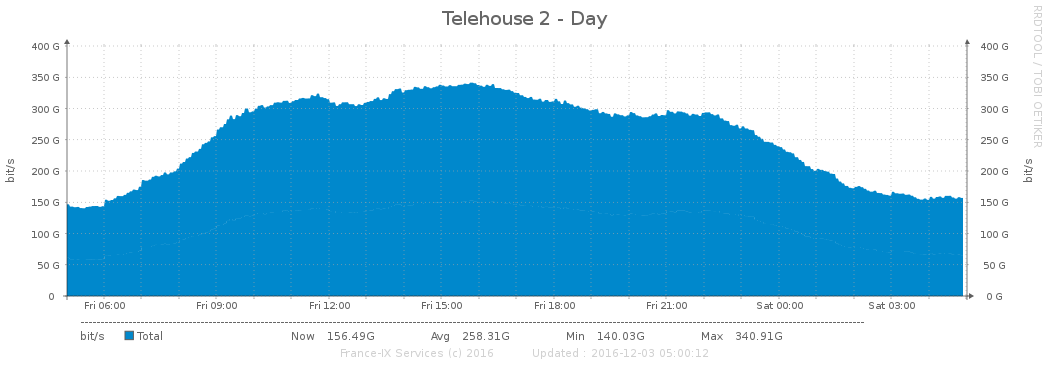 Telehouse 2 - Day
RRDTOOL / TOBI OETIKER
400 G 400 G
350 G 350 G
300 G 300 G
250 G 250 G
200 G 200 G
150 G 150 G
100 G 100 G
50 G 50 G
0 0 G
bit/s bit/s
Fri 06:00 Fri 09:00 Fri 12:00 Fri 15:00 Fri 18:00 Fri 21:00 Sat 00:00 Sat 03:00
bit/s Total Now 156.49G Avg 258.31G Min 140.03G Max 340.91G
France-IX Services (c) 2016 Updated : 2016-12-03 05:00:12